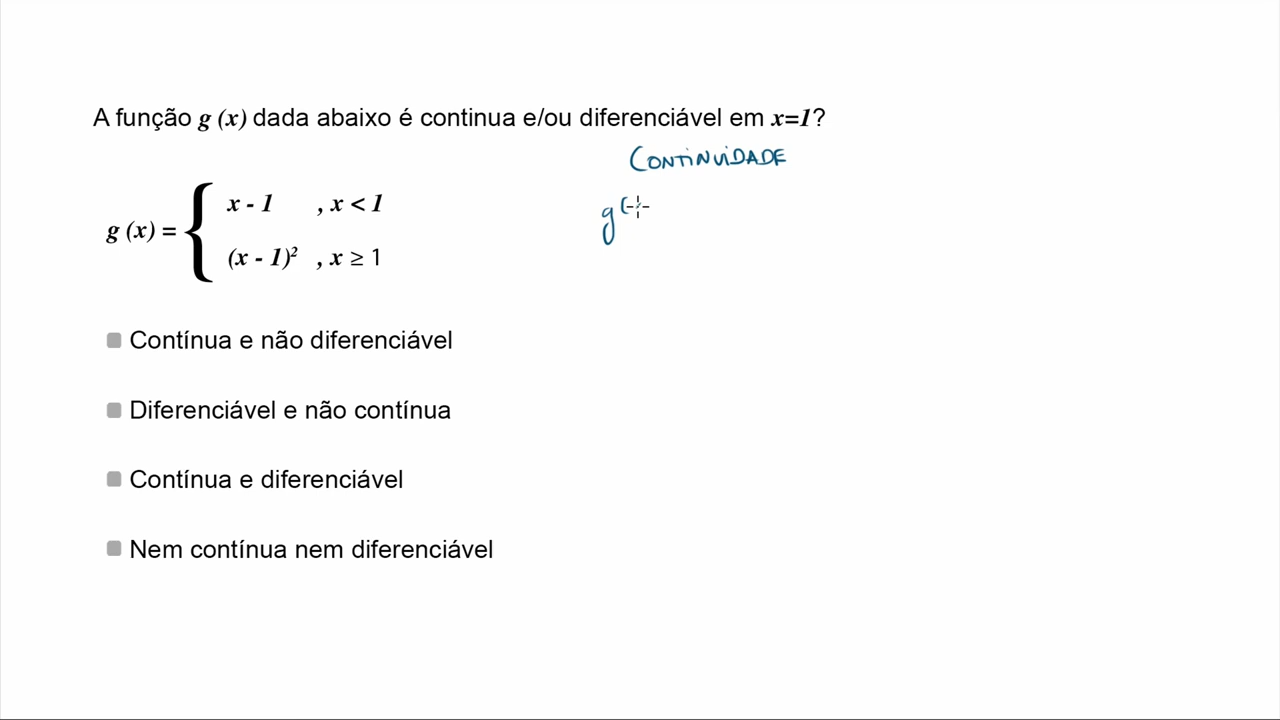 A função g (x) dada abaixo é continua e/ou diferenciável em x=1?
CONTINUIDADE
g (x) = { x - 1 , x < 1
(x - 1)² , x ≥ 1
g(
Contínua e não diferenciável
Diferenciável e não contínua
Contínua e diferenciável
Nem contínua nem diferenciável